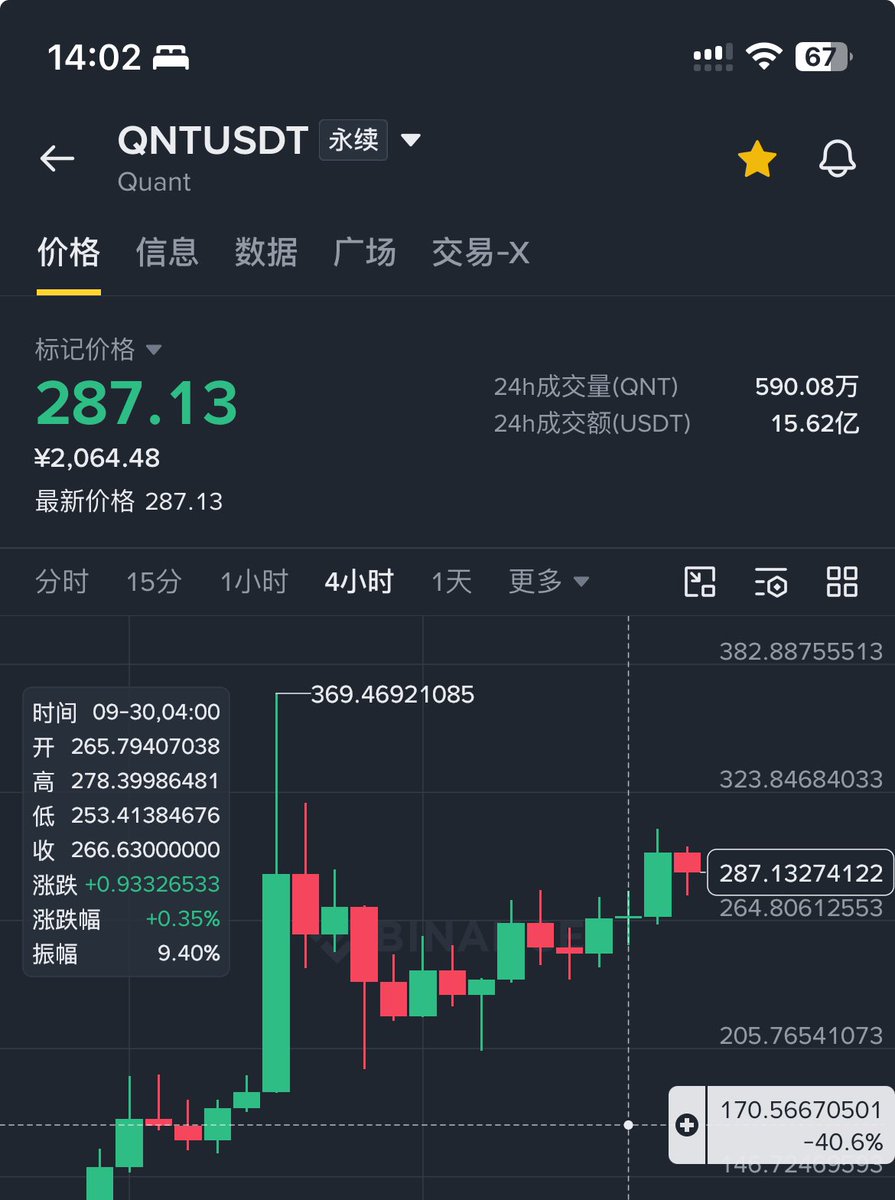 14:02
67
QNTUSDT 永续
Quant
价格 信息 数据 广场 交易-X
标记价格
287.13
24h成交量(QNT) 590.08万
24h成交额(USDT) 15.62亿
¥2,064.48
最新价格 287.13
分时 15分 1小时 4小时 1天 更多
382.88755513
369.46921085
时间 09-30,04:00
开 265.79407038
高 278.39986481
低 253.41384676
收 266.63000000
涨跌 +0.93326533
涨跌幅 +0.35%
振幅 9.40%
323.84684033
287.13274122
264.80612553
BINANCE
205.76541073
170.56670501
-40.6%
146.72469593